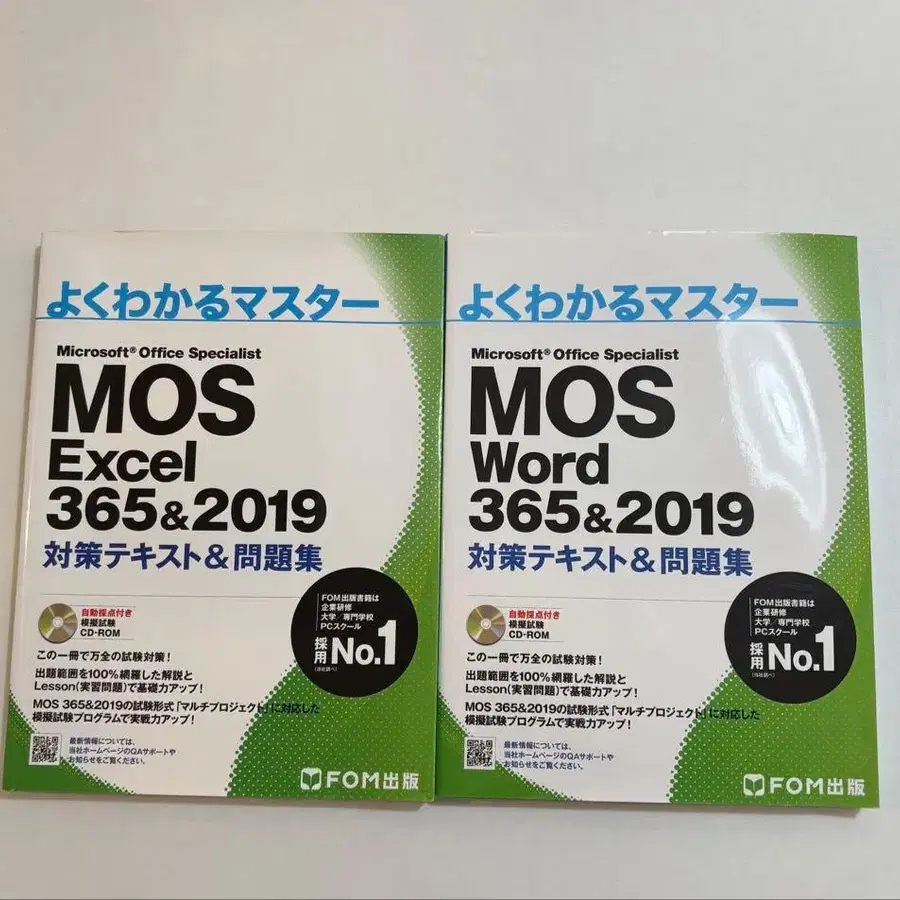 よくわかるマスター
Microsoft® Office Specialist
MOS
Excel
365&2019
対策テキスト&問題集
自動採点付き
模擬試験
CD-ROM
FOM出版書籍は
企業研修
大学/専門学校
PCスクール
採用No.1
(当社調べ)
この一冊で万全の試験対策!
出題範囲を100%網羅した解説と
Lesson(実習問題)で基礎力アップ!
MOS 365&2019の試験形式「マルチプロジェクト」に対応した
模擬試験プログラムで実戦力アップ!
最新情報については、
当社ホームページのQAサポートや
お知らせをご覧ください。
FOM出版
よくわかるマスター
Microsoft® Office Specialist
MOS
Word
365&2019
対策テキスト&問題集
自動採点付き
模擬試験
CD-ROM
FOM出版書籍は
企業研修
大学/専門学校
PCスクール
採用No.1
(当社調べ)
この一冊で万全の試験対策!
出題範囲を100%網羅した解説と
Lesson(実習問題)で基礎力アップ!
MOS 365&2019の試験形式「マルチプロジェクト」に対応した
模擬試験プログラムで実戦力アップ!
最新情報については、
当社ホームページのQAサポートや
お知らせをご覧ください。
FOM出版